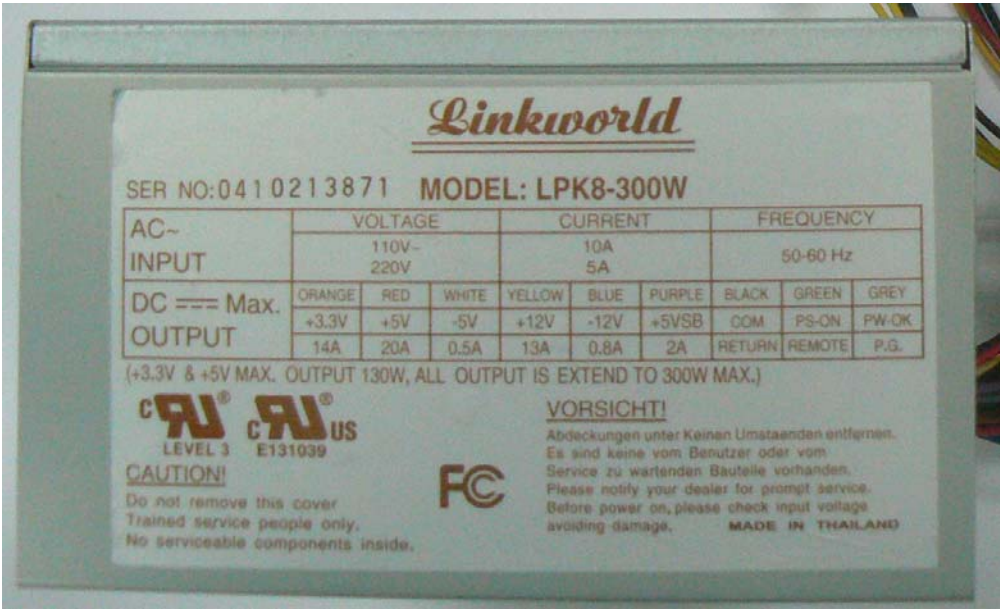 Linkworld
SER NO:0410213871 MODEL: LPK8-300W
AC~ INPUT VOLTAGE CURRENT FREQUENCY
110V~ 10A 50-60 Hz
220V 5A
DC Max. OUTPUT ORANGE RED WHITE YELLOW BLUE PURPLE BLACK GREEN GREY
+3.3V +5V -5V +12V -12V +5VSB COM PS-ON PW-OK
14A 20A 0.5A 13A 0.8A 2A RETURN REMOTE P.G.
(+3.3V & +5V MAX. OUTPUT 130W, ALL OUTPUT IS EXTEND TO 300W MAX.)
c RU ® c RU ® US
LEVEL 3 E131039
CAUTION!
Do not remove this cover
Trained service people only.
No serviceable components inside.
FC
VORSICHT!
Abdeckungen unter Keinen Umstaenden entfernen.
Es sind keine vom Benutzer oder vom
Service zu wartenden Bauteile vorhanden.
Please notify your dealer for prompt service.
Before power on, please check input voltage
avoiding damage. MADE IN THAILAND